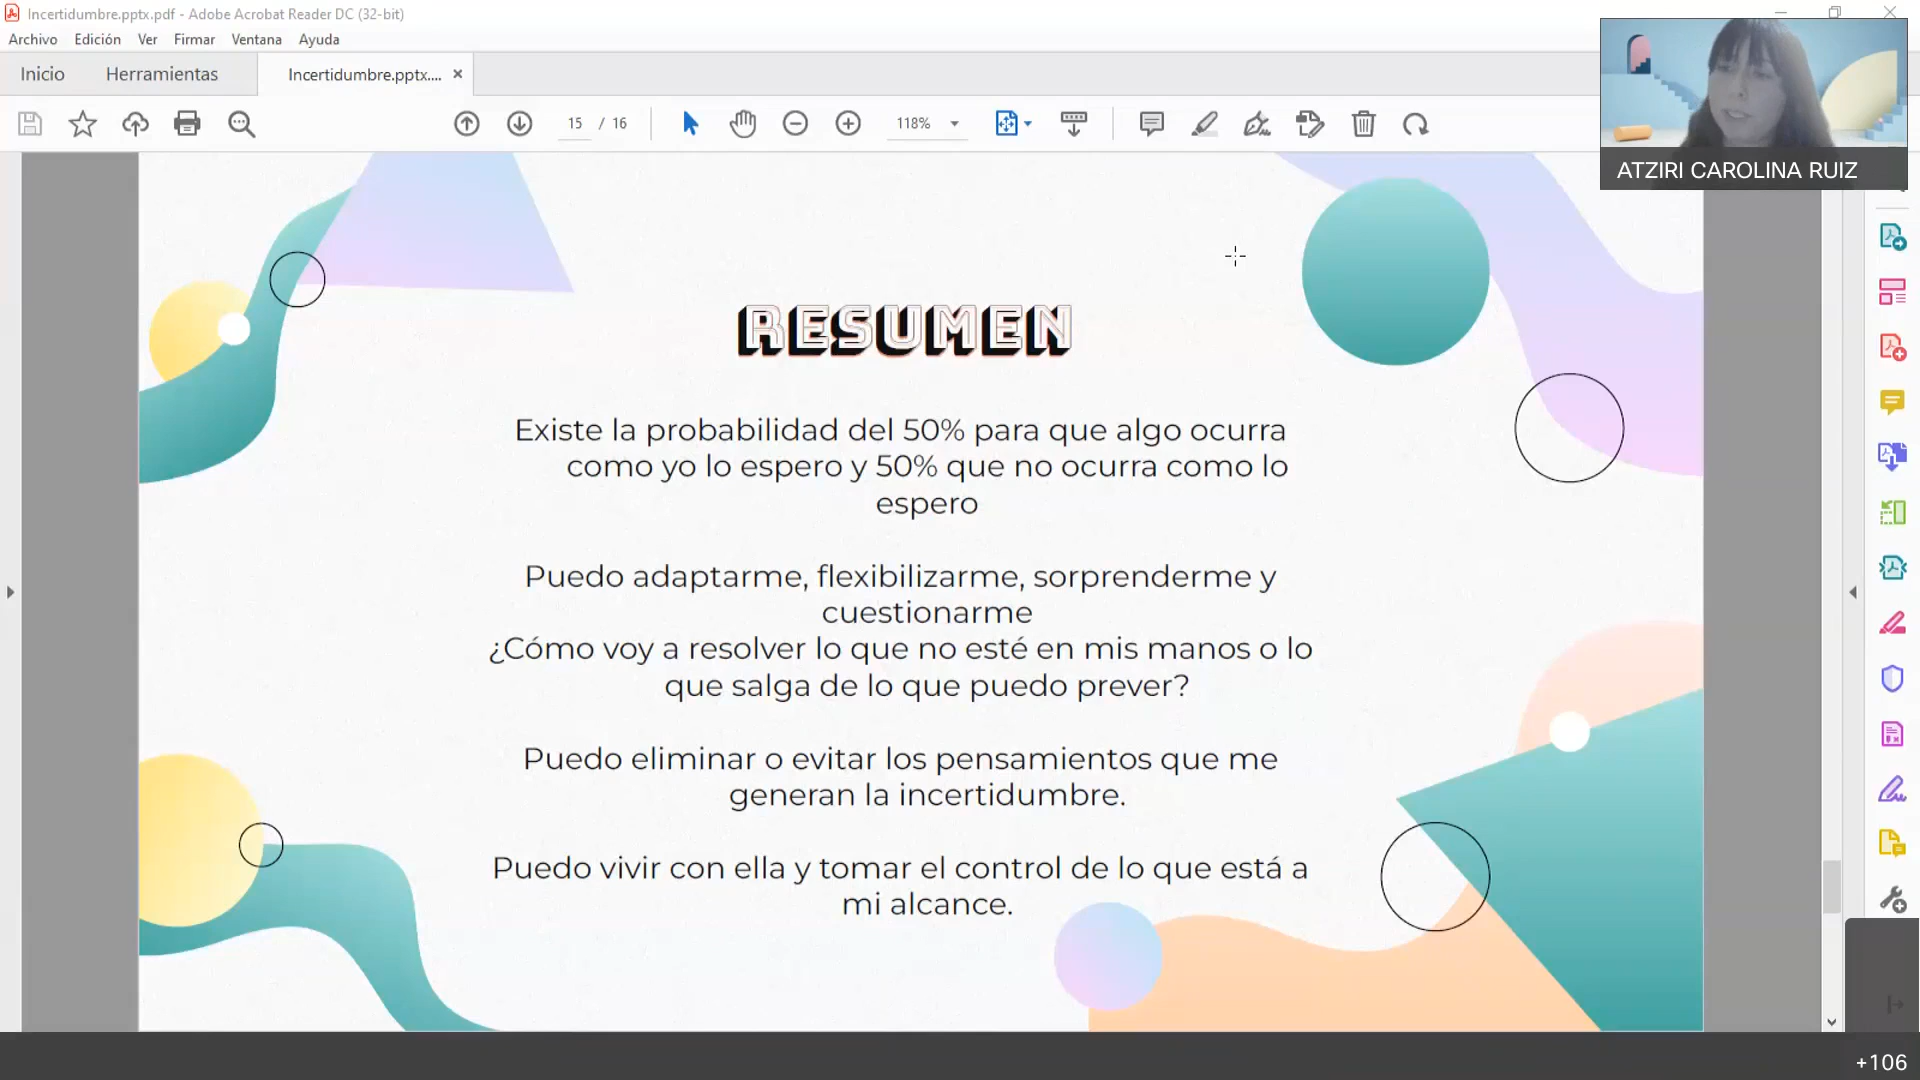 Incertidumbre.pptx.pdf - Adobe Acrobat Reader DC (32-bit)
Archivo Edición Ver Firmar Ventana Ayuda
Inicio Herramientas Incertidumbre.pptx.... ×
15 / 16 118%
ATZIRI CAROLINA RUIZ
RESUMEN
Existe la probabilidad del 50% para que algo ocurra
como yo lo espero y 50% que no ocurra como lo
espero
Puedo adaptarme, flexibilizarme, sorprenderme y
cuestionarme
¿Cómo voy a resolver lo que no esté en mis manos o lo
que salga de lo que puedo prever?
Puedo eliminar o evitar los pensamientos que me
generan la incertidumbre.
Puedo vivir con ella y tomar el control de lo que está a
mi alcance.
+106